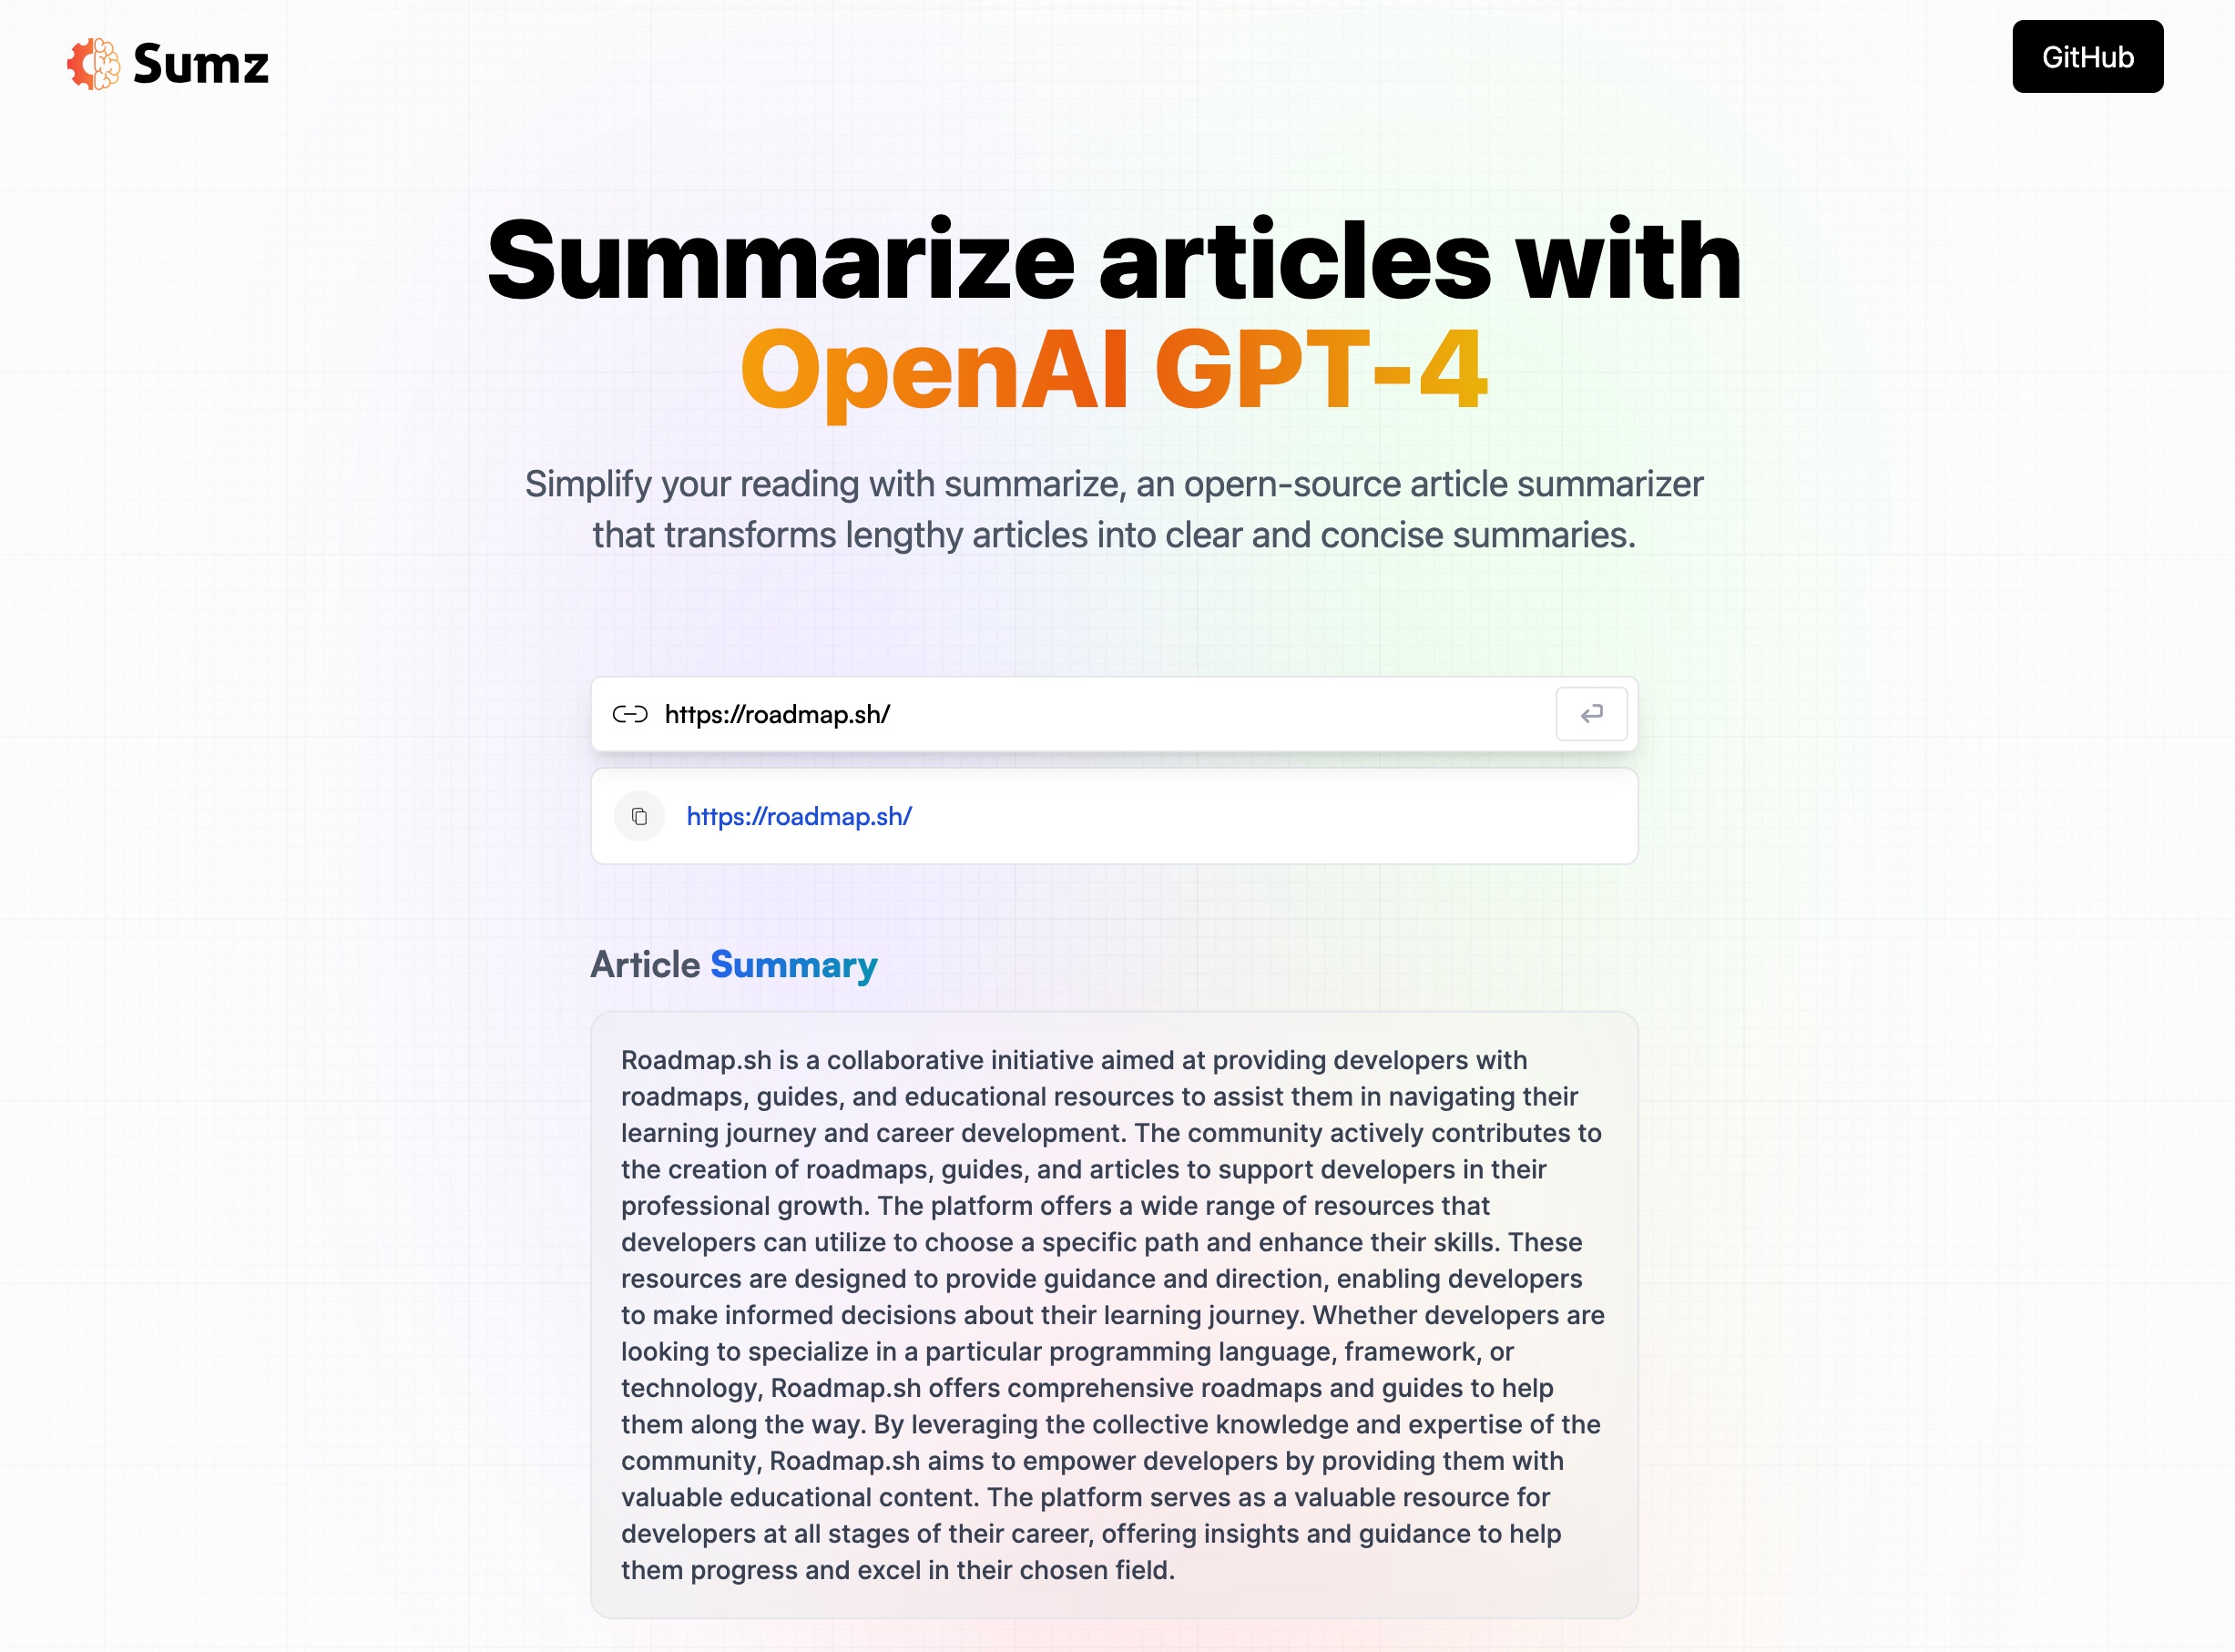 Sumz
GitHub
Summarize articles with
OpenAI GPT-4
Simplify your reading with summarize, an opern-source article summarizer
that transforms lengthy articles into clear and concise summaries.
https://roadmap.sh/
https://roadmap.sh/
Article Summary
Roadmap.sh is a collaborative initiative aimed at providing developers with
roadmaps, guides, and educational resources to assist them in navigating their
learning journey and career development. The community actively contributes to
the creation of roadmaps, guides, and articles to support developers in their
professional growth. The platform offers a wide range of resources that
developers can utilize to choose a specific path and enhance their skills. These
resources are designed to provide guidance and direction, enabling developers
to make informed decisions about their learning journey. Whether developers are
looking to specialize in a particular programming language, framework, or
technology, Roadmap.sh offers comprehensive roadmaps and guides to help
them along the way. By leveraging the collective knowledge and expertise of the
community, Roadmap.sh aims to empower developers by providing them with
valuable educational content. The platform serves as a valuable resource for
developers at all stages of their career, offering insights and guidance to help
them progress and excel in their chosen field.